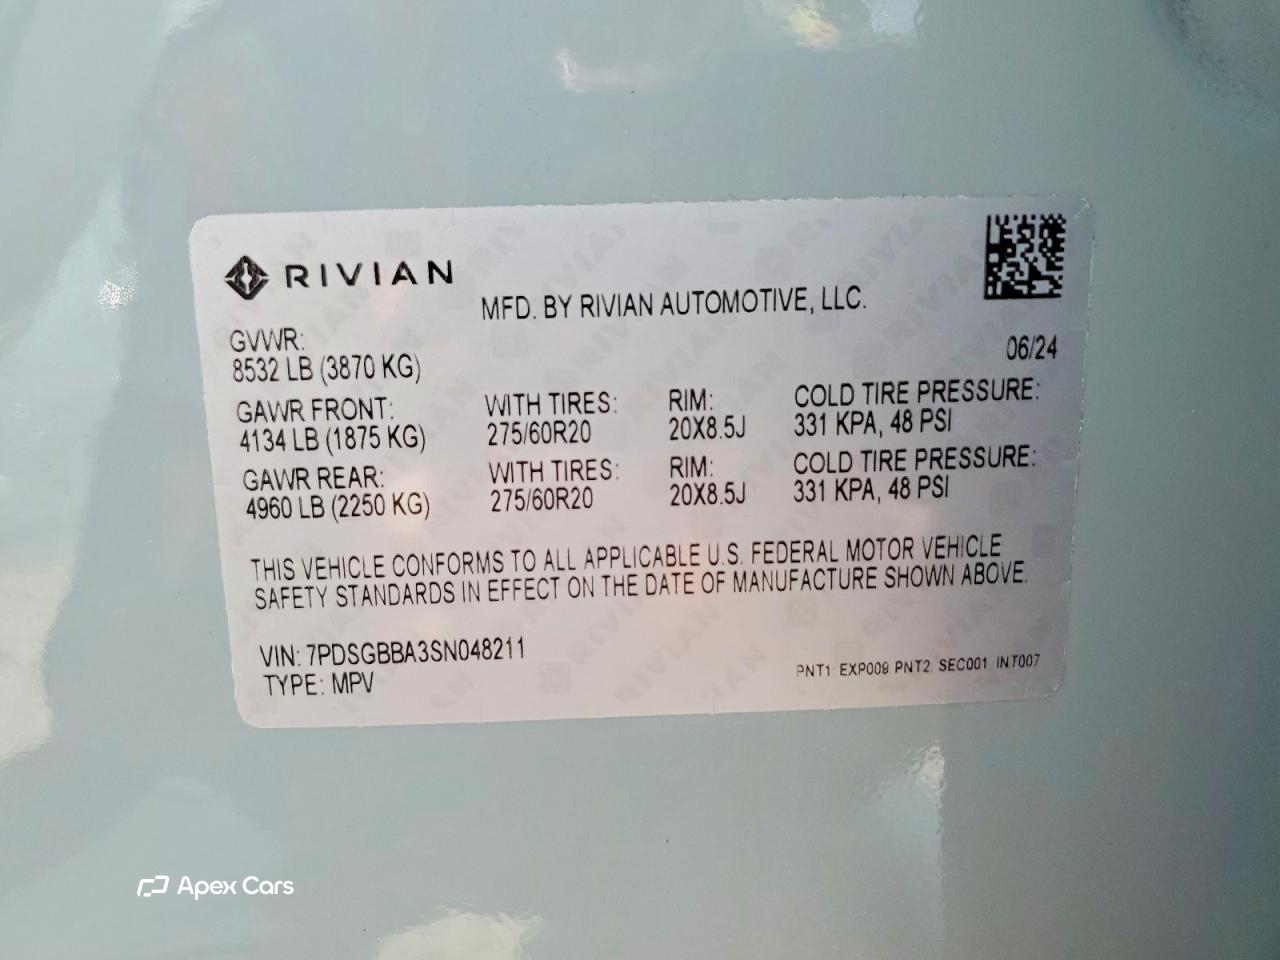 RIVIAN
MFD. BY RIVIAN AUTOMOTIVE, LLC.
06/24
GVWR:
8532 LB (3870 KG)
GAWR FRONT: WITH TIRES: RIM: COLD TIRE PRESSURE:
4134 LB (1875 KG) 275/60R20 20X8.5J 331 KPA, 48 PSI
GAWR REAR: WITH TIRES: RIM: COLD TIRE PRESSURE:
4960 LB (2250 KG) 275/60R20 20X8.5J 331 KPA, 48 PSI
THIS VEHICLE CONFORMS TO ALL APPLICABLE U.S. FEDERAL MOTOR VEHICLE
SAFETY STANDARDS IN EFFECT ON THE DATE OF MANUFACTURE SHOWN ABOVE.
VIN: 7PDSGBBA3SN048211
TYPE: MPV
PNT1: EXP009 PNT2: SEC001 INT007
Apex Cars